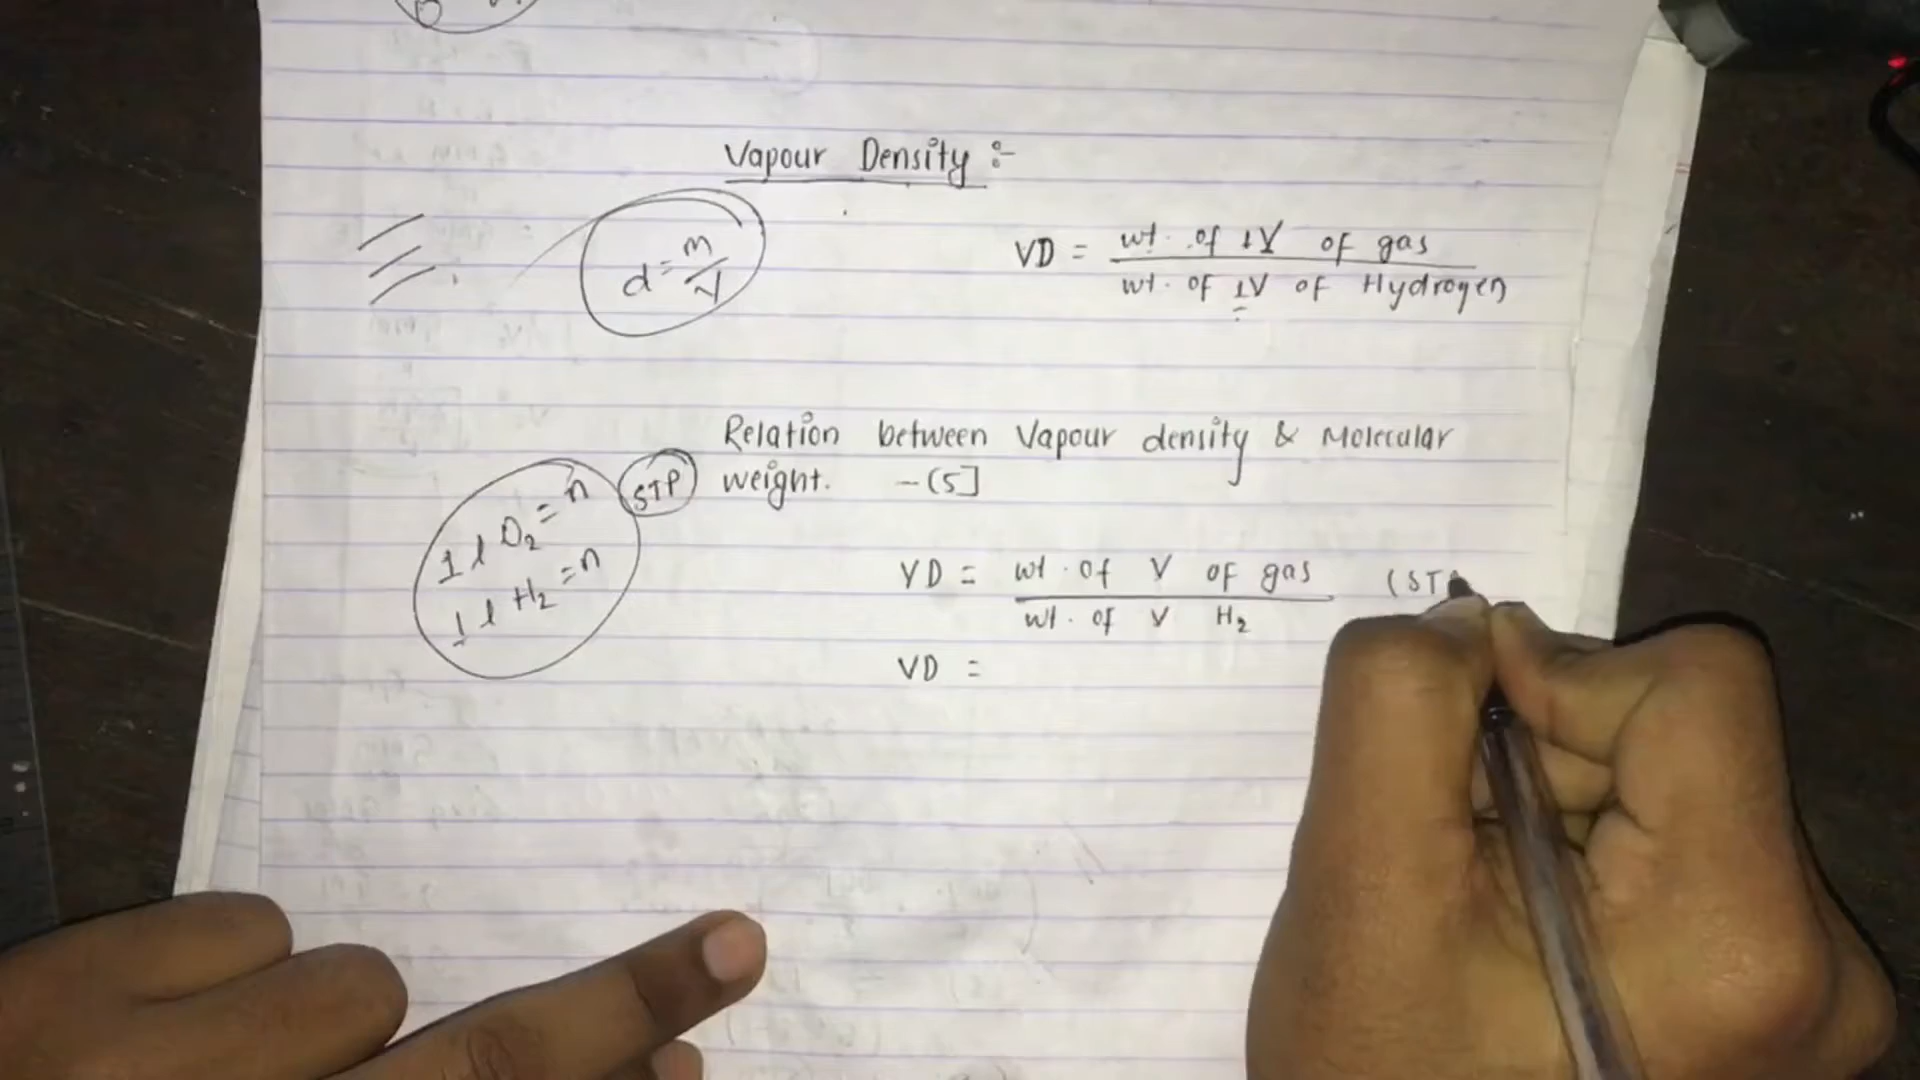 Vapour Density :-
d = m/V
VD = wt. of 1V of gas
wt. of 1V of Hydrogen
Relation between Vapour density & Molecular
weight. - (5]
STP
1 l O2 = n
1 l H2 = n
VD = wt. of V of gas (ST
wt. of V H2
VD =